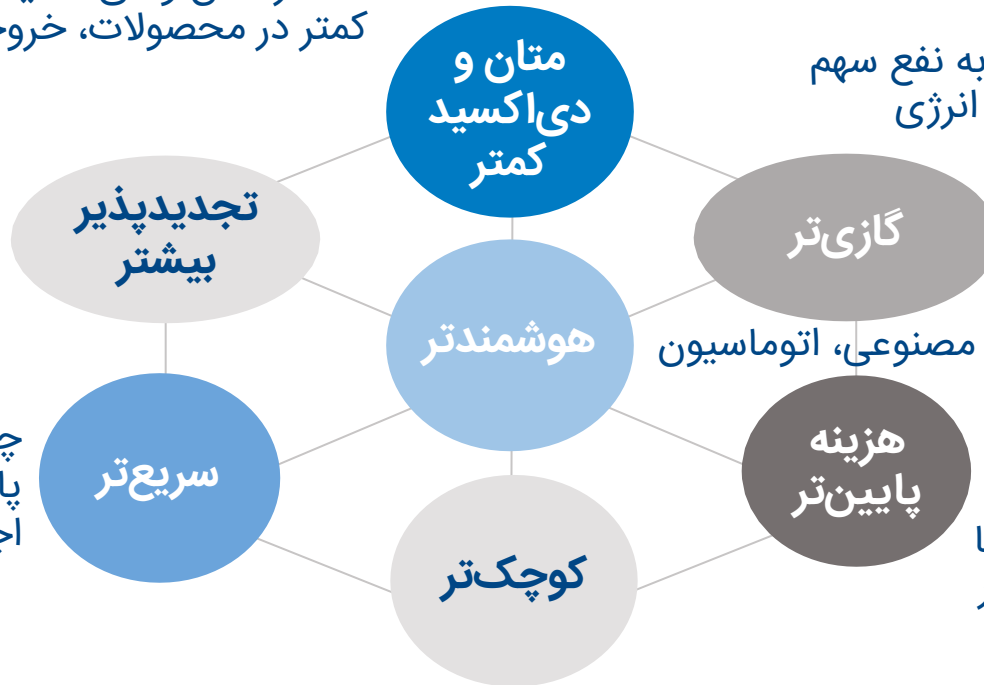 کمتر در محصولات،
متان و
دی‌اکسید
کمتر
به نفع سهم
انرژی
تجدیدپذیر
بیشتر
گازی‌تر
هوشمندتر
مصنوعی، اتوماسیون
هزینه
پایین‌تر
سریع‌تر
کوچک‌تر